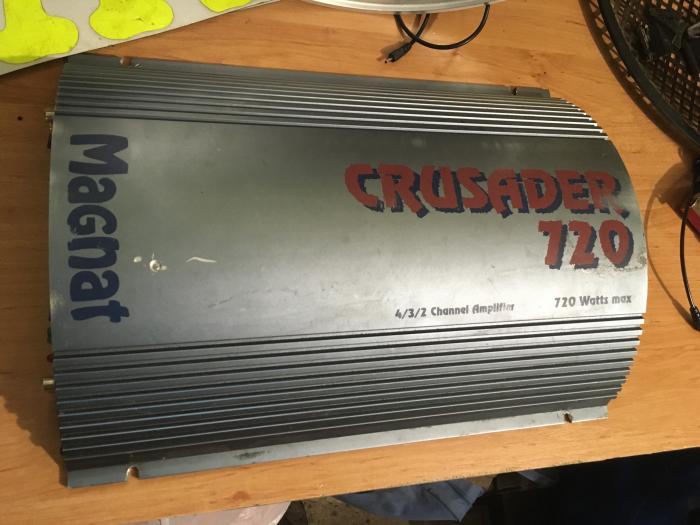 Magnat
CRUSADER
720
4/3/2 Channel Amplifier
720 Watts max